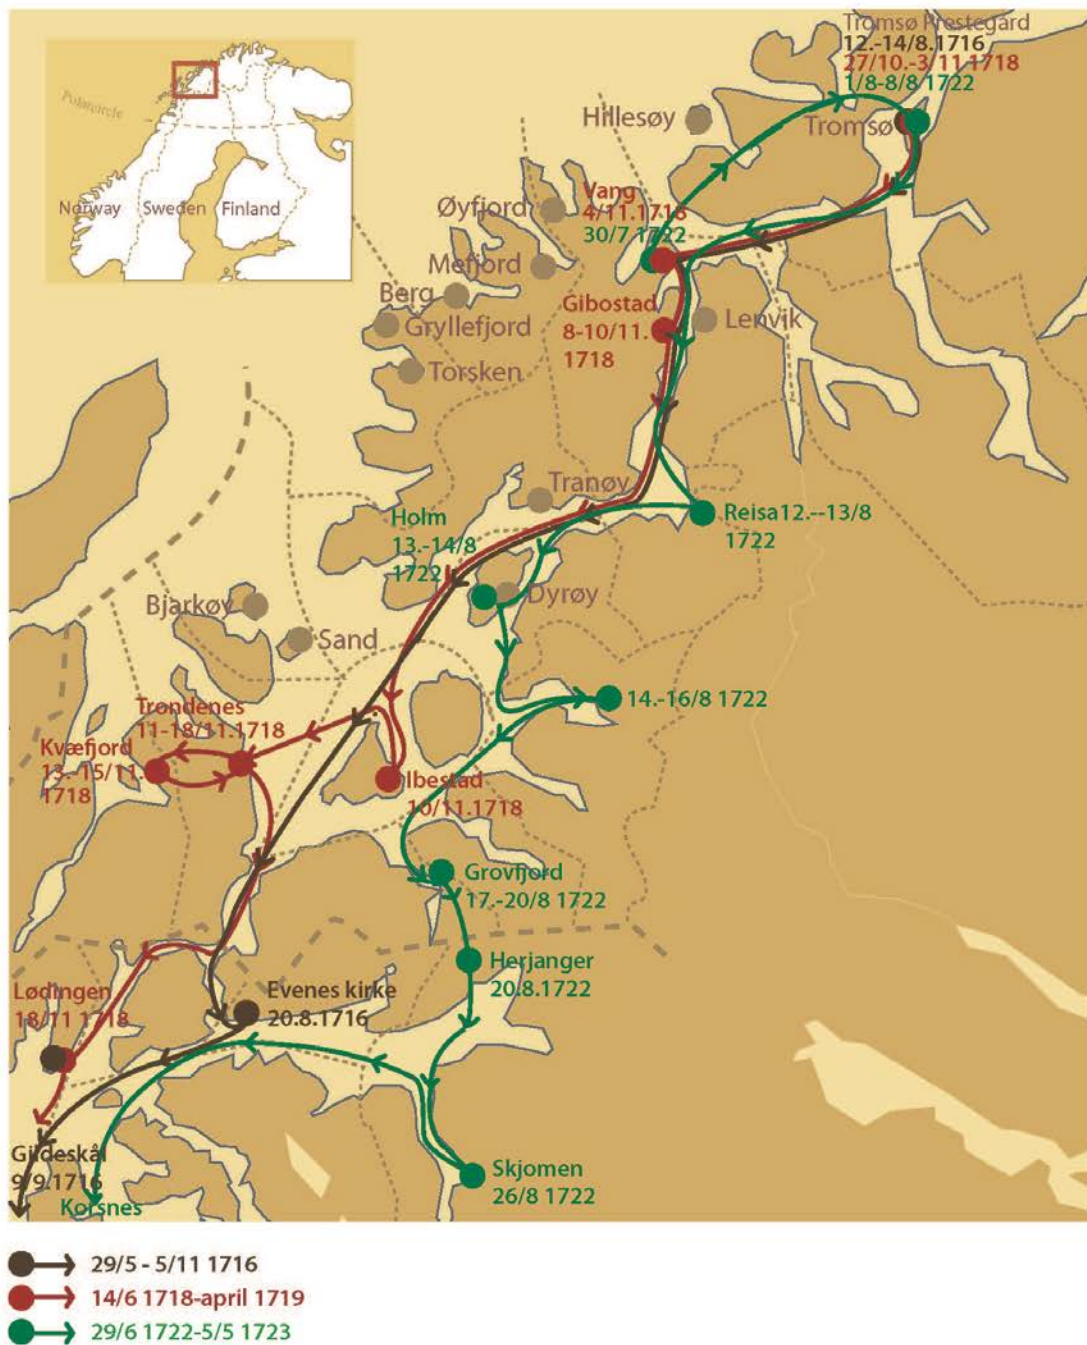 Tromsø Prestegård
12.-14/8.1716
27/10.-3/11 1718
1/8-8/8 1722
Polarcircle
Norway
Sweden
Finland
Hillesøy
Tromsø
Vang
4/11.1718
30/7 1722
Øyfjord
Mefjord
Berg
Gryllefjord
Torsken
Gibostad
8-10/11.
1718
Lenvik
Tranøy
Holm
13.-14/8
1722
Reisa12.--13/8
1722
Dyrøy
Bjarkøy
Sand
14.-16/8 1722
Trondenes
11-18/11.1718
Kvæfjord
13.-15/11.
1718
Ibestad
10/11.1718
Grovfjord
17.-20/8 1722
Herjanger
20.8.1722
Lødingen
18/11 1718
Evenes kirke
20.8.1716
Gildeskål
9/9.1716
Korsnes
Skjomen
26/8 1722
29/5 - 5/11 1716
14/6 1718-april 1719
29/6 1722-5/5 1723